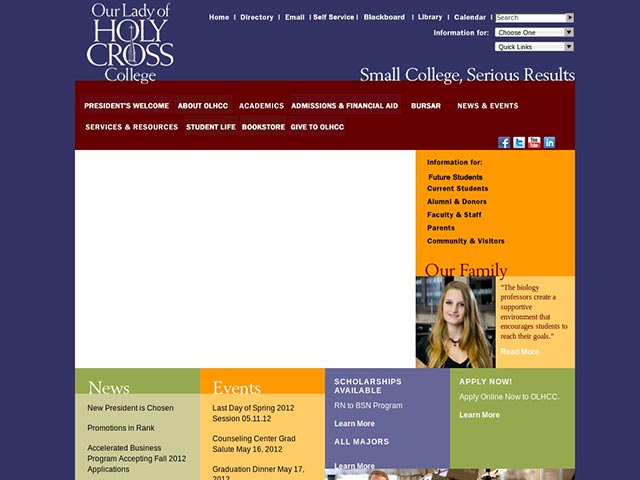 Our Lady of
HOLY
CROSS
College
Home | Directory | Email | Self Service | Blackboard | Library | Calendar |
Search
Information for:
Choose One
Quick Links
Small College, Serious Results
PRESIDENT'S WELCOME ABOUT OLHCC ACADEMICS ADMISSIONS & FINANCIAL AID BURSAR NEWS & EVENTS
SERVICES & RESOURCES STUDENT LIFE BOOKSTORE GIVE TO OLHCC
f t You Tube in
Information for:
Future Students
Current Students
Alumni & Donors
Faculty & Staff
Parents
Community & Visitors
Our Family
"The biology
professors create a
supportive
environment that
encourages students to
reach their goals."
Read More
News
New President is Chosen
Promotions in Rank
Accelerated Business
Program Accepting Fall 2012
Applications
Events
Last Day of Spring 2012
Session 05.11.12
Counseling Center Grad
Salute May 16, 2012
Graduation Dinner May 17,
2012
SCHOLARSHIPS
AVAILABLE
RN to BSN Program
Learn More
ALL MAJORS
Learn More
APPLY NOW!
Apply Online Now to OLHCC.
Learn More